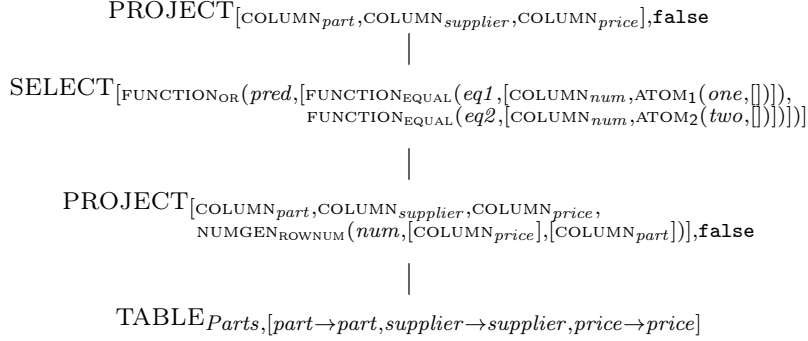 PROJECT[COLUMNpart,COLUMNsupplier,COLUMNprice],false
SELECT[FUNCTIONOR(pred,[FUNCTIONEQUAL(eq1,[COLUMNnum,ATOM1(one,[])]),
FUNCTIONEQUAL(eq2,[COLUMNnum,ATOM2(two,[])])])]
PROJECT[COLUMNpart,COLUMNsupplier,COLUMNprice,
NUMGENROWNUM(num,[COLUMNprice],[COLUMNpart])],false
TABLEParts,[part→part,supplier→supplier,price→price]